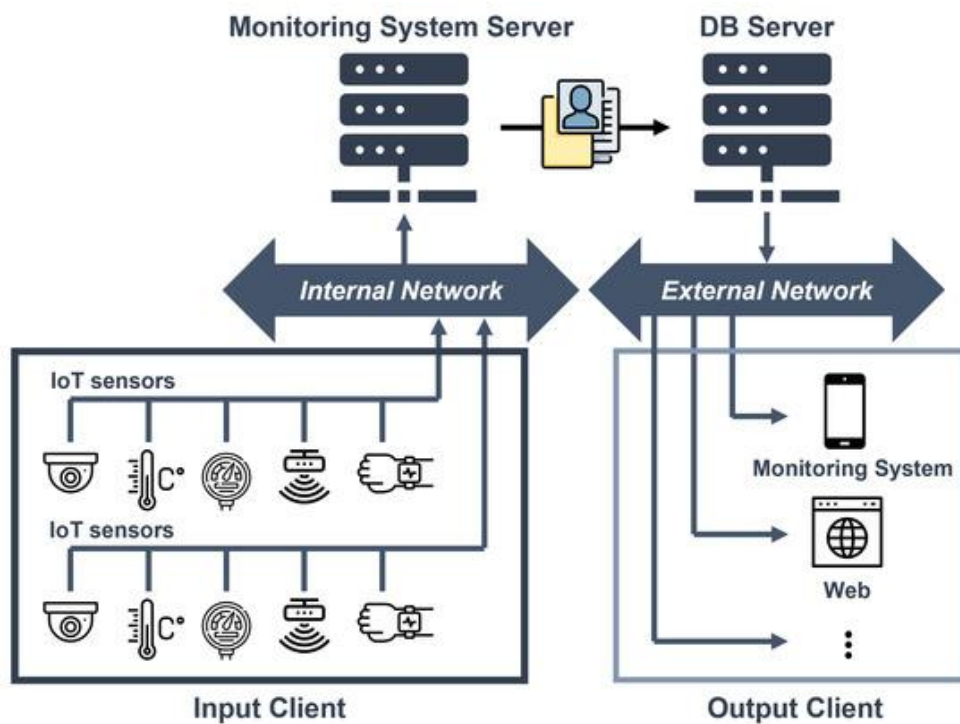 Monitoring System Server
DB Server
Internal Network
External Network
IoT sensors
C°
IoT sensors
C°
Monitoring System
Web
Input Client
Output Client